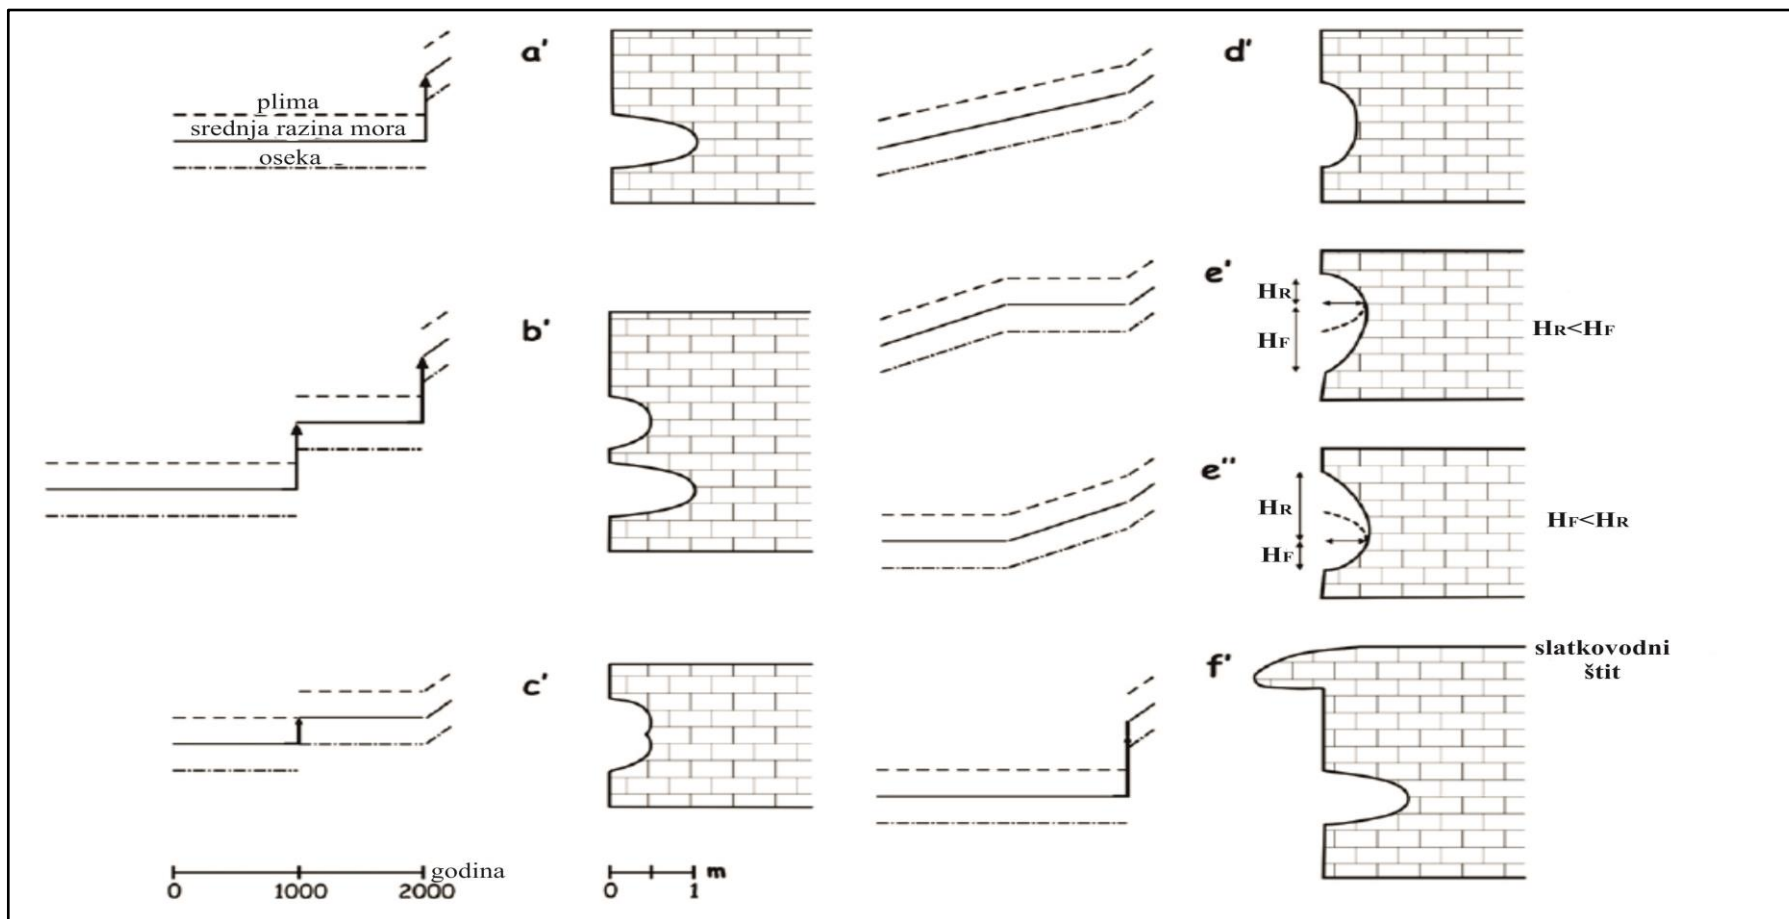 a'
plima
srednja razina mora
oseka
b'
c'
0 1000 2000 godina
0 1 m
d'
e'
HR
HF
HR<HF
e''
HR
HF
HF<HR
f'
slatkovodni
štit